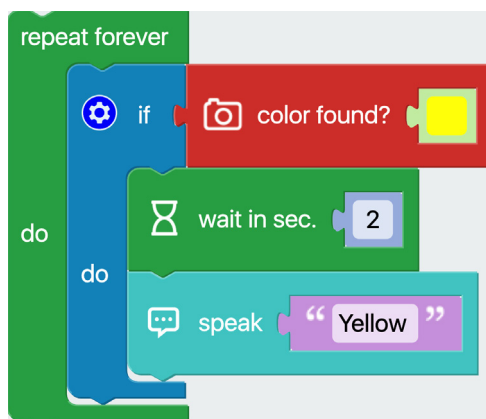 repeat forever
if color found?
do
wait in sec. 2
do
speak “ Yellow ”